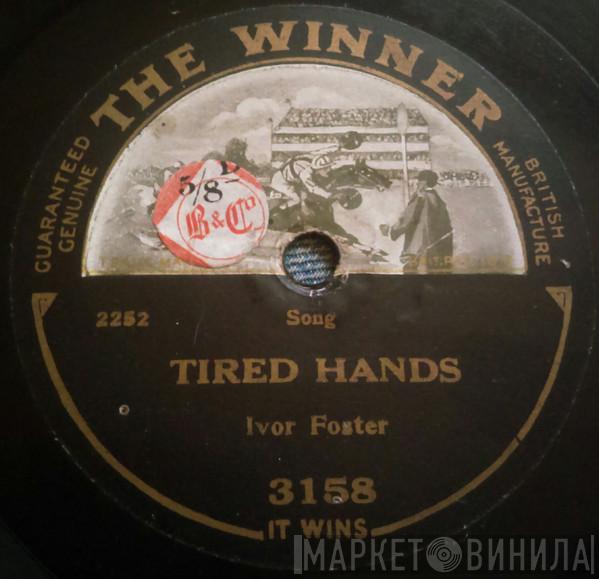 THE WINNER
GUARANTEED
GENUINE
BRITISH
MANUFACTURE
5/8 D
B & Co
2252
Song
TIRED HANDS
Ivor Foster
3158
IT WINS
МАРКЕТ ВИНИЛА